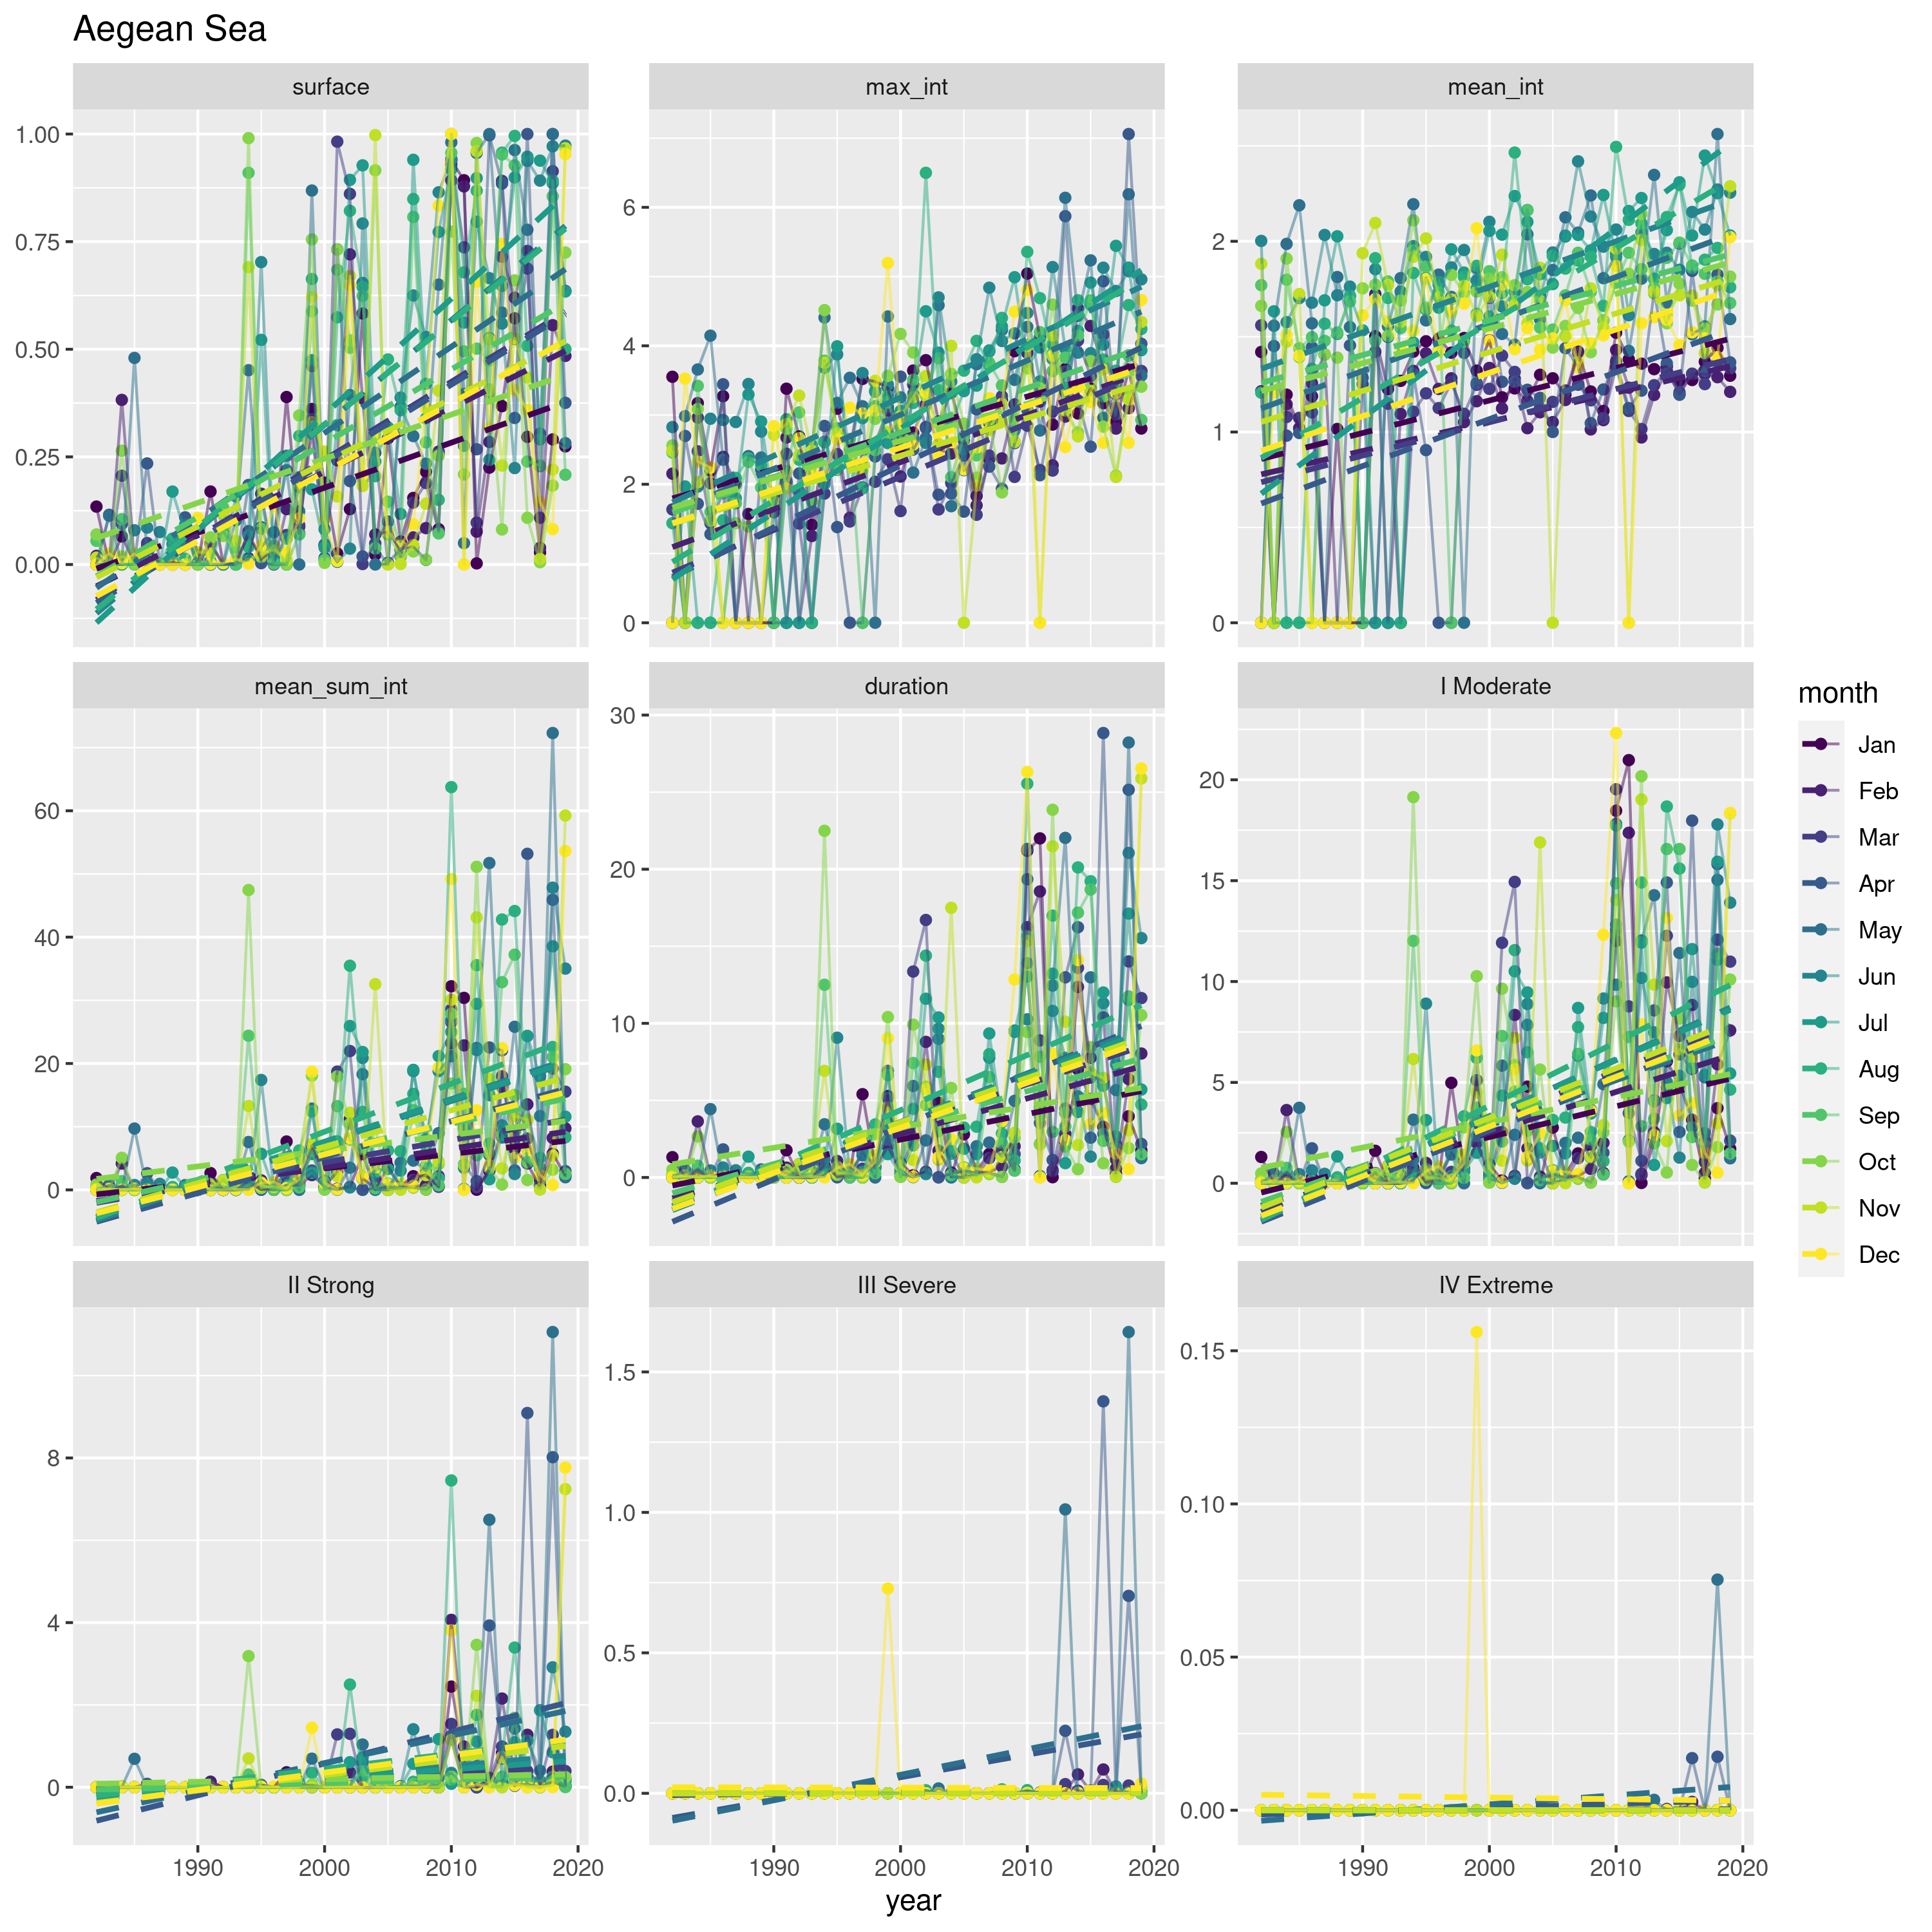 Aegean Sea
surface
max_int
mean_int
1.00
0.75
0.50
0.25
0.00
6
4
2
0
2
1
0
mean_sum_int
duration
I Moderate
60
40
20
0
30
20
10
0
20
15
10
5
0
II Strong
III Severe
IV Extreme
8
4
0
1.5
1.0
0.5
0.0
0.15
0.10
0.05
0.00
1990 2000 2010 2020
1990 2000 2010 2020
1990 2000 2010 2020
year
month
Jan
Feb
Mar
Apr
May
Jun
Jul
Aug
Sep
Oct
Nov
Dec